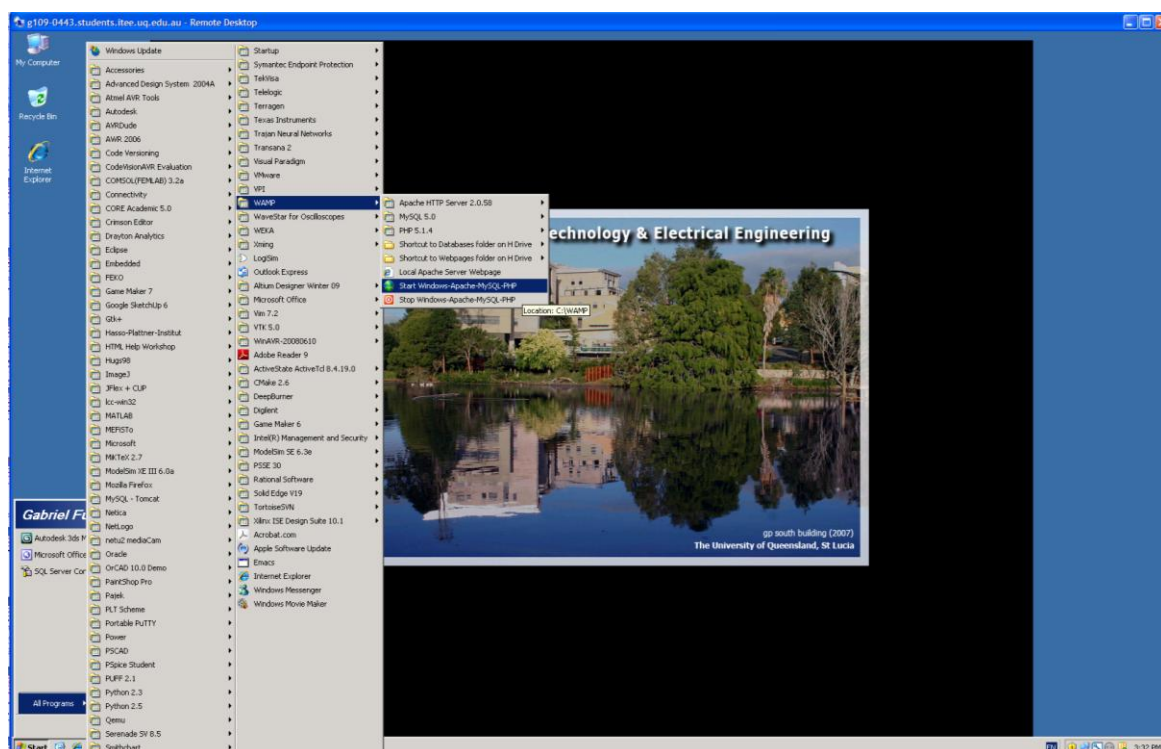 g109-0443.students.itee.uq.edu.au - Remote Desktop
My Computer
Recycle Bin
Internet
Explorer
Windows Update
Accessories
Advanced Design System 2004A
Atmel AVR Tools
Autodesk
AVRDude
AWR 2006
Code Versioning
CodeVisionAVR Evaluation
COMSOL(FEMLAB) 3.2a
Connectivity
CORE Academic 5.0
Crimson Editor
Drayton Analytics
Eclipse
Embedded
FEKO
Game Maker 7
Google SketchUp 6
Gtk+
Hasso-Plattner-Institut
HTML Help Workshop
Hugs98
ImageJ
JFlex + CUP
lcc-win32
MATLAB
MEFiSTo
Microsoft
MiKTeX 2.7
ModelSim XE III 6.0a
Mozilla Firefox
MySQL - Tomcat
Netica
NetLogo
netu2 mediaCam
Oracle
OrCAD 10.0 Demo
PaintShop Pro
Pajek
PLT Scheme
Portable PuTTY
Power
PSCAD
PSpice Student
PUFF 2.1
Python 2.3
Python 2.5
Qemu
Serenade SV 8.5
Smithchart
Startup
Symantec Endpoint Protection
TekVisa
Telelogic
Terragen
Texas Instruments
Trajan Neural Networks
Transana 2
Visual Paradigm
VMware
VPI
WAMP
WaveStar for Oscilloscopes
WEKA
Xming
LogiSim
Outlook Express
Altium Designer Winter 09
Microsoft Office
Vim 7.2
VTK 5.0
WinAVR-20080610
Adobe Reader 9
ActiveState ActiveTcl 8.4.19.0
CMake 2.6
DeepBurner
Digilent
Game Maker 6
Intel(R) Management and Security
ModelSim SE 6.3e
PSSE 30
Rational Software
Solid Edge V19
TortoiseSVN
Xilinx ISE Design Suite 10.1
Acrobat.com
Apple Software Update
Emacs
Internet Explorer
Windows Messenger
Windows Movie Maker
Apache HTTP Server 2.0.58
MySQL 5.0
PHP 5.1.4
Shortcut to Databases folder on H Drive
Shortcut to Webpages folder on H Drive
Local Apache Server Webpage
Start Windows-Apache-MySQL-PHP
Stop Windows-Apache-MySQL-PHP
Location: C:\WAMP
echnology & Electrical Engineering
gp south building (2007)
The University of Queensland, St Lucia
Gabriel
Autodesk 3ds
Microsoft Office
SQL Server
All Programs
Start
EN
3:32 PM